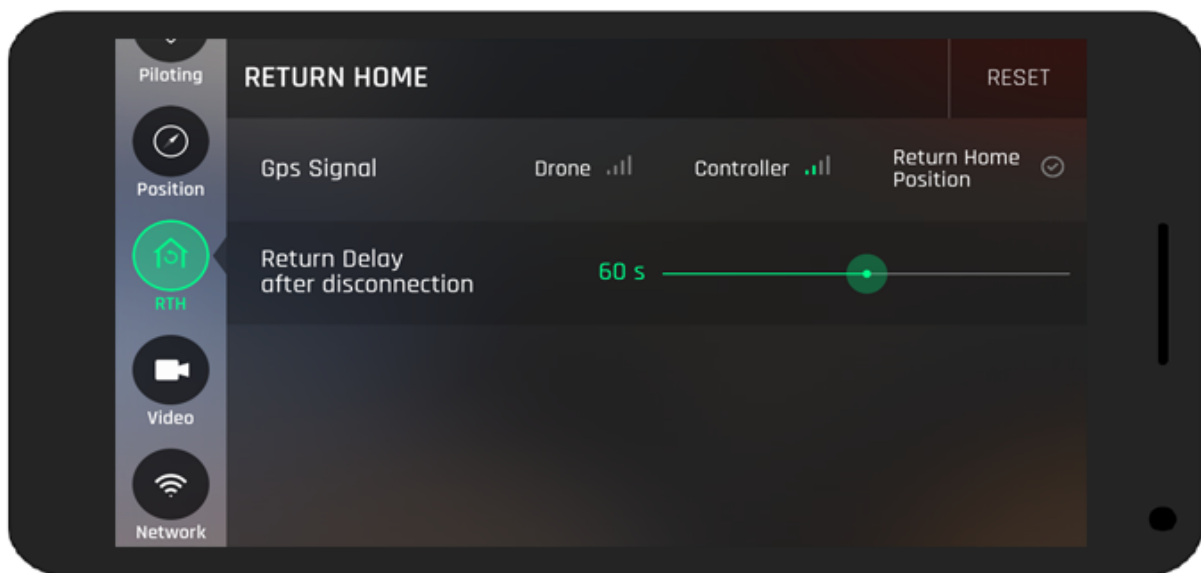 Piloting
RETURN HOME
RESET
Gps Signal
Drone
Controller
Return Home
Position
Position
Return Delay
after disconnection
60 s
RTH
Video
Network